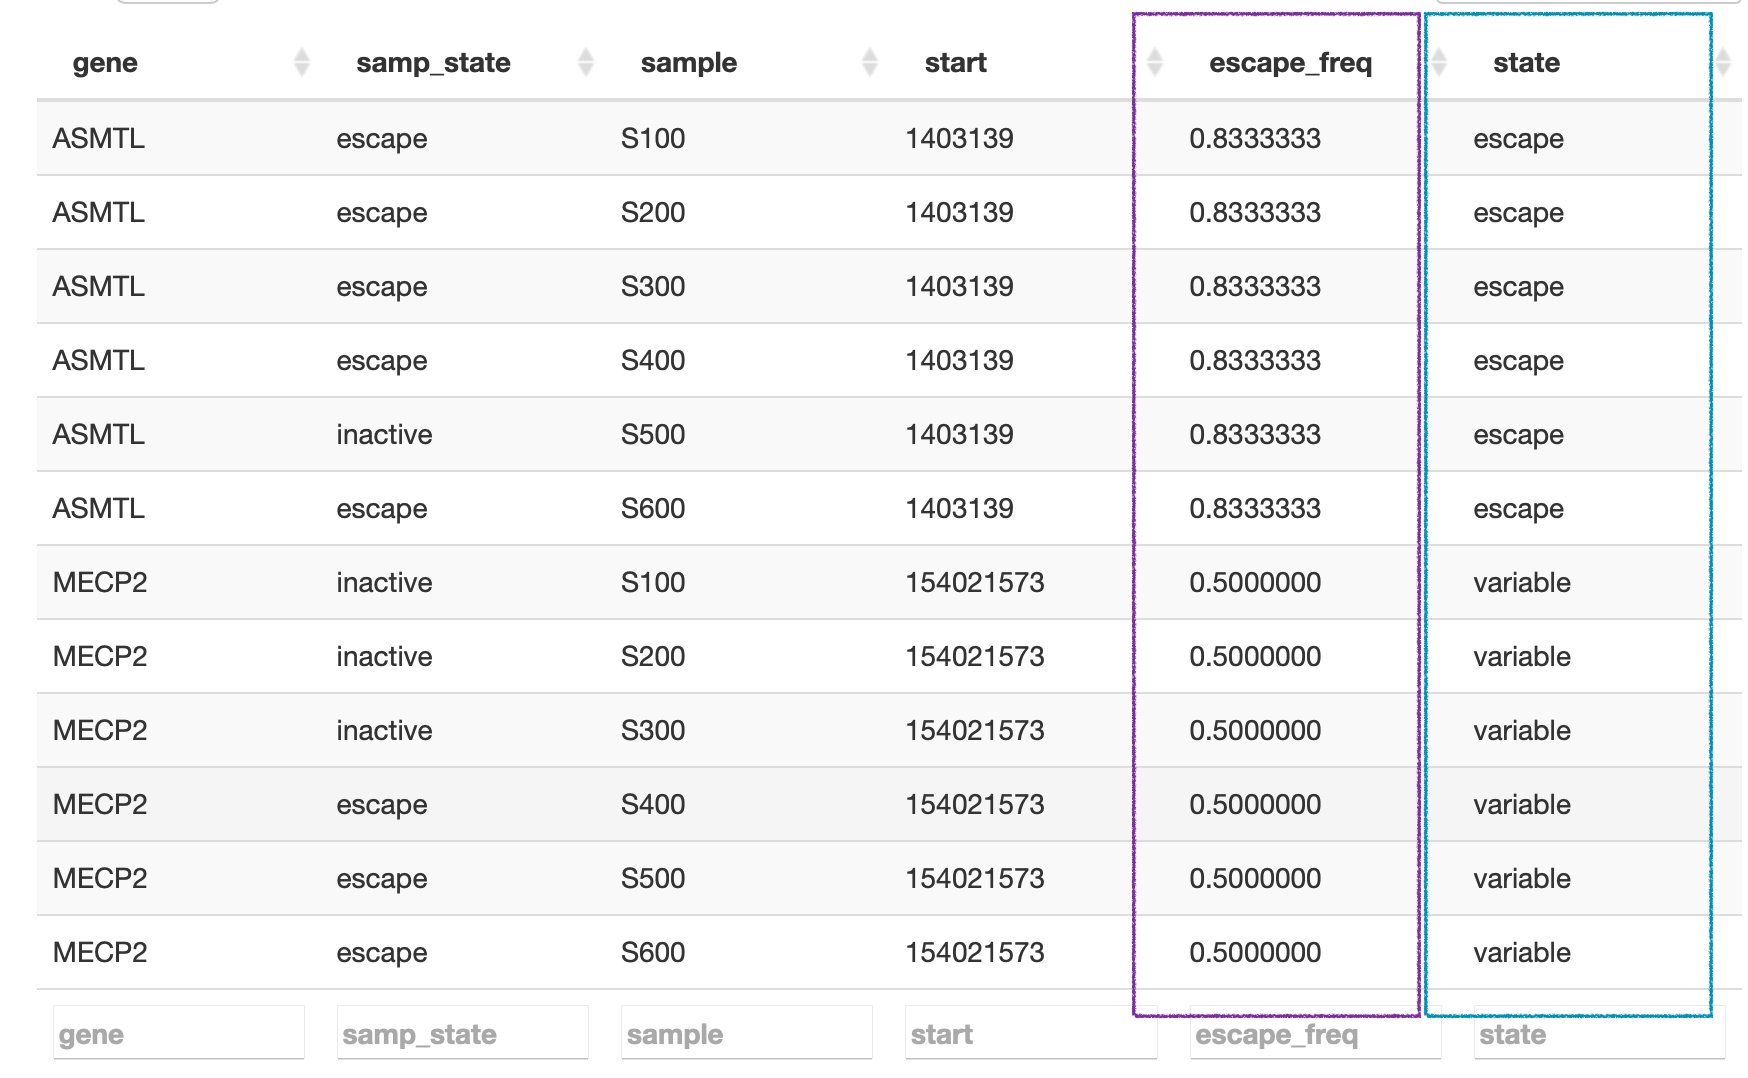 gene samp_state sample start escape_freq state
ASMTL escape S100 1403139 0.8333333 escape
ASMTL escape S200 1403139 0.8333333 escape
ASMTL escape S300 1403139 0.8333333 escape
ASMTL escape S400 1403139 0.8333333 escape
ASMTL inactive S500 1403139 0.8333333 escape
ASMTL escape S600 1403139 0.8333333 escape
MECP2 inactive S100 154021573 0.5000000 variable
MECP2 inactive S200 154021573 0.5000000 variable
MECP2 inactive S300 154021573 0.5000000 variable
MECP2 escape S400 154021573 0.5000000 variable
MECP2 escape S500 154021573 0.5000000 variable
MECP2 escape S600 154021573 0.5000000 variable
gene samp_state sample start escape_freq state